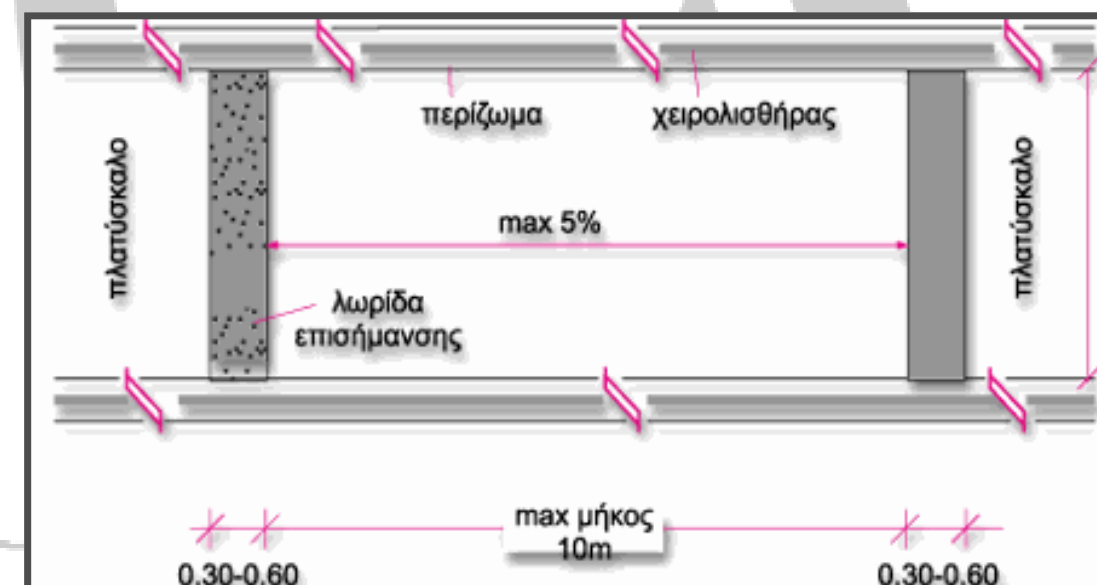 περίζωμα
χειρολισθήρας
πλατύσκαλο
max 5%
πλατύσκαλο
λωρίδα
επισήμανσης
max μήκος
10m
0.30-0.60
0.30-0.60